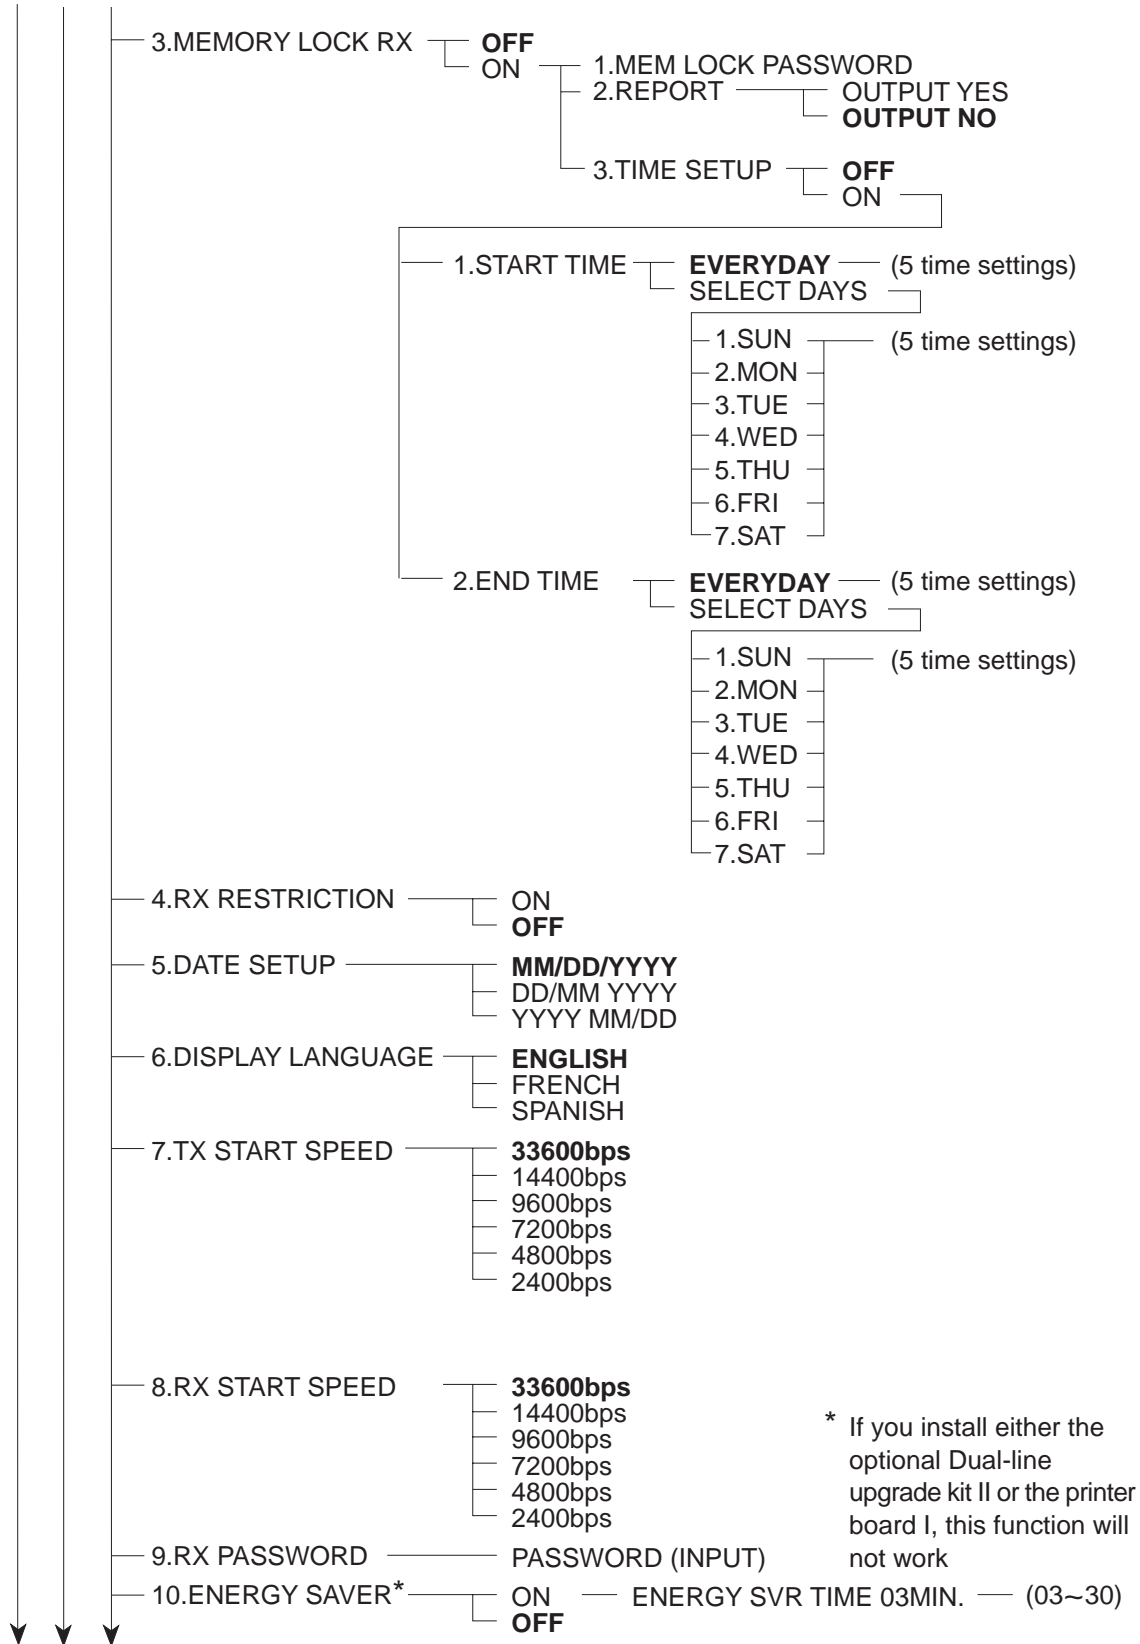 3.MEMORY LOCK RX OFF
ON 1.MEM LOCK PASSWORD
2.REPORT OUTPUT YES
OUTPUT NO
3.TIME SETUP OFF
ON
1.START TIME EVERYDAY (5 time settings)
SELECT DAYS
1.SUN (5 time settings)
2.MON
3.TUE
4.WED
5.THU
6.FRI
7.SAT
2.END TIME EVERYDAY (5 time settings)
SELECT DAYS
1.SUN (5 time settings)
2.MON
3.TUE
4.WED
5.THU
6.FRI
7.SAT
4.RX RESTRICTION ON
OFF
5.DATE SETUP MM/DD/YYYY
DD/MM YYYY
YYYY MM/DD
6.DISPLAY LANGUAGE ENGLISH
FRENCH
SPANISH
7.TX START SPEED 33600bps
14400bps
9600bps
7200bps
4800bps
2400bps
8.RX START SPEED 33600bps
14400bps
9600bps
7200bps
4800bps
2400bps
* If you install either the
optional Dual-line
upgrade kit II or the printer
board I, this function will
not work
9.RX PASSWORD PASSWORD (INPUT)
10.ENERGY SAVER* ON ENERGY SVR TIME 03MIN. (03~30)
OFF